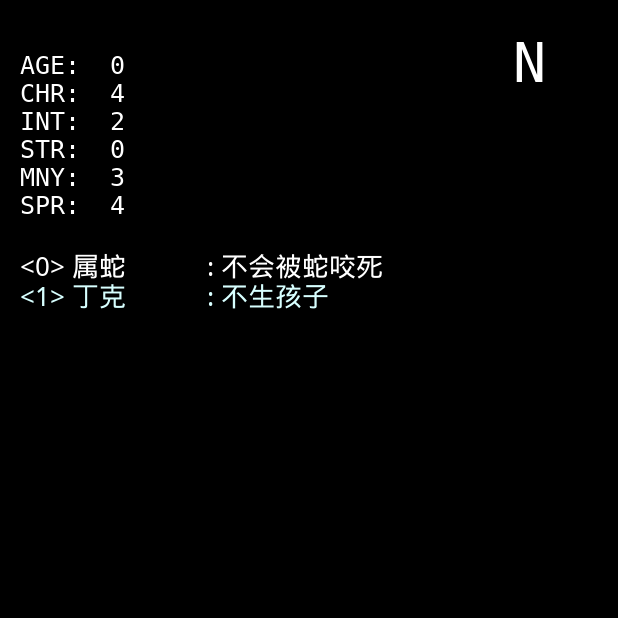 N
AGE: 0
CHR: 4
INT: 2
STR: 0
MNY: 3
SPR: 4
<0> 属蛇 :不会被蛇咬死
<1> 丁克 :不生孩子